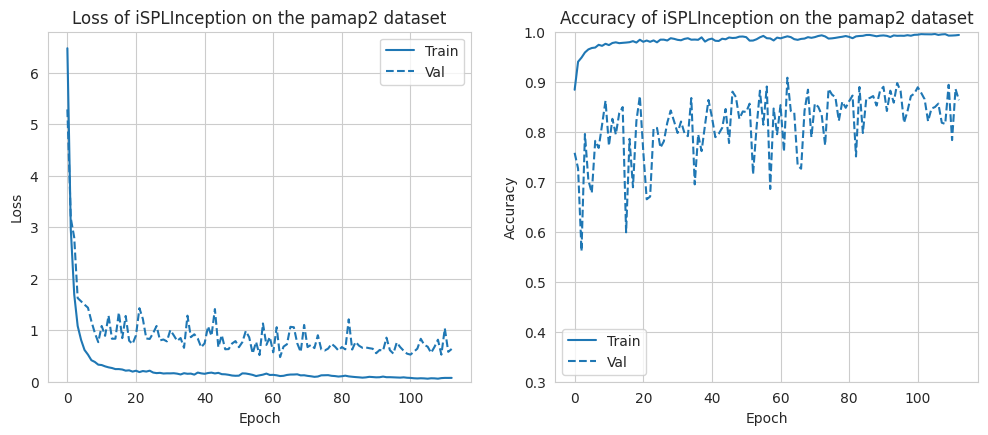 Loss of iSPLInception on the pamap2 dataset
Train
Val
6
5
4
3
2
1
0
Loss
0
20
40
60
80
100
Epoch
Accuracy of iSPLInception on the pamap2 dataset
1.0
0.9
0.8
0.7
0.6
0.5
0.4
0.3
Accuracy
Train
Val
0
20
40
60
80
100
Epoch